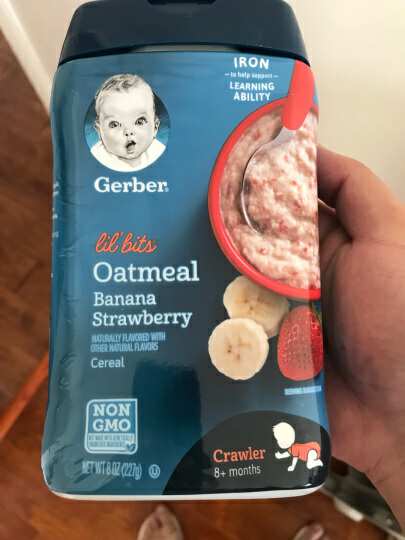 IRON
to help support
LEARNING
ABILITY
Gerber®
lil' bits
Oatmeal
Banana
Strawberry
NATURALLY FLAVORED WITH
OTHER NATURAL FLAVORS
Cereal
NON
GMO
NET WT 8 OZ (227g)
Crawler
8+ months